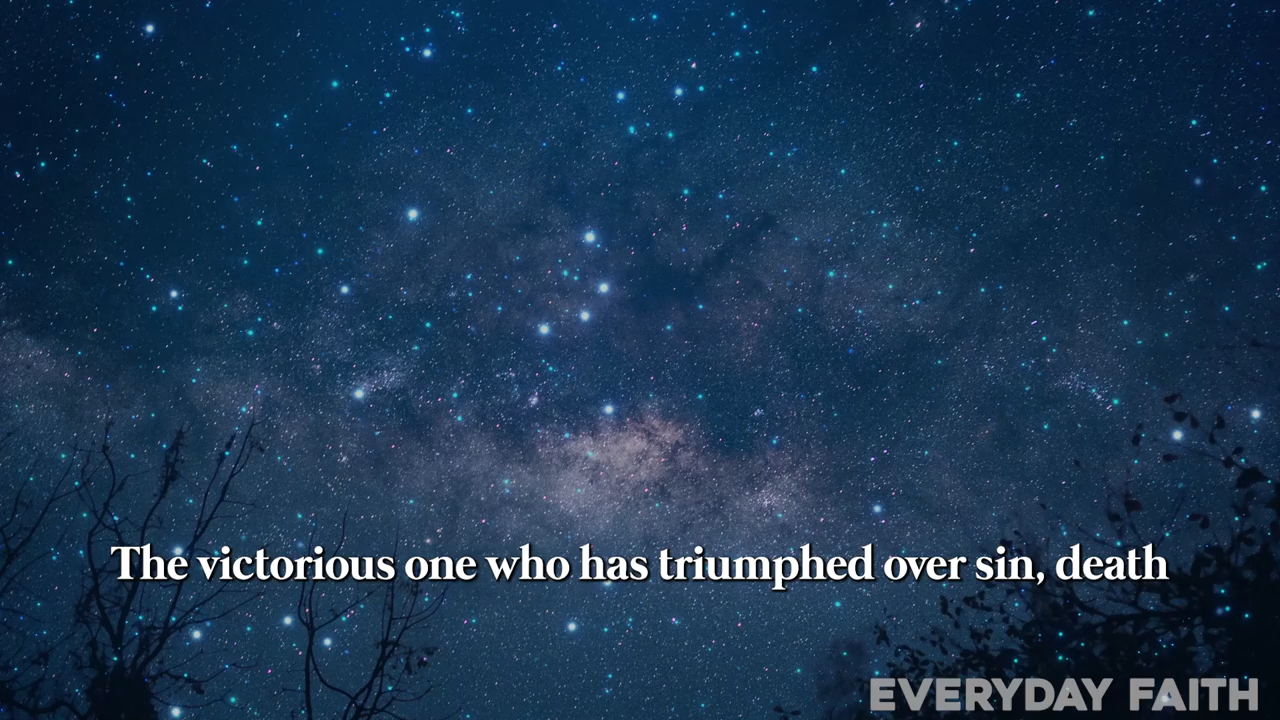 The victorious one who has triumphed over sin, death
EVERYDAY FAITH